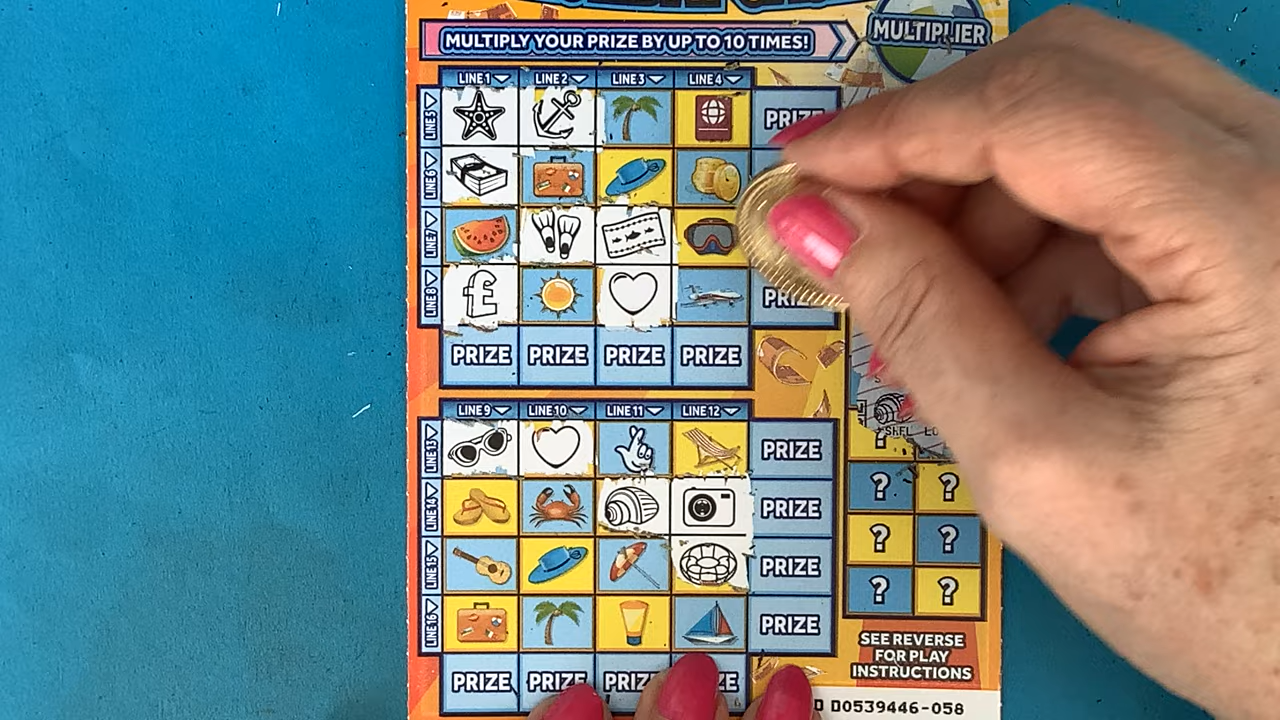 MULTIPLY YOUR PRIZE BY UP TO 10 TIMES!
MULTIPLIER
LINE 1 LINE 2 LINE 3 LINE 4
LINE 5
LINE 6
LINE 7
LINE 8
£
PRIZE PRIZE PRIZE PRIZE
LINE 9 LINE 10 LINE 11 LINE 12
LINE 13 PRIZE
LINE 14 PRIZE
LINE 15 PRIZE
LINE 16 PRIZE
?
? ?
? ?
? ?
SEE REVERSE
FOR PLAY
INSTRUCTIONS
PRIZE
D0539446-058